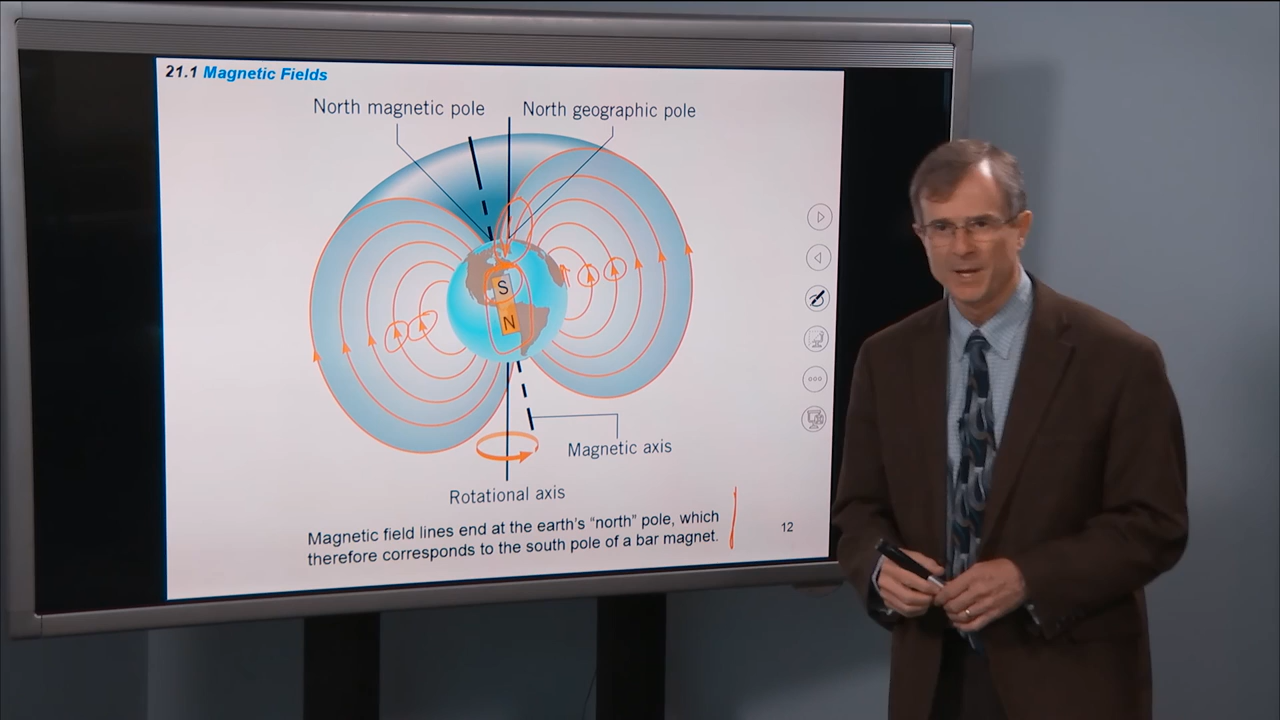 21.1 Magnetic Fields
North magnetic pole
North geographic pole
S
N
Magnetic axis
Rotational axis
Magnetic field lines end at the earth's “north” pole, which
therefore corresponds to the south pole of a bar magnet.
12